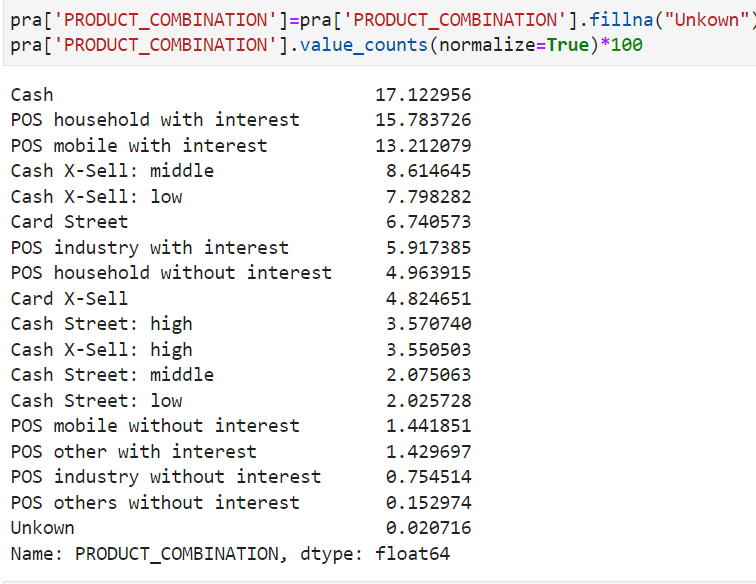 pra['PRODUCT_COMBINATION']=pra['PRODUCT_COMBINATION'].fillna("Unkown")
pra['PRODUCT_COMBINATION'].value_counts(normalize=True)*100
Cash 17.122956
POS household with interest 15.783726
POS mobile with interest 13.212079
Cash X-Sell: middle 8.614645
Cash X-Sell: low 7.798282
Card Street 6.740573
POS industry with interest 5.917385
POS household without interest 4.963915
Card X-Sell 4.824651
Cash Street: high 3.570740
Cash X-Sell: high 3.550503
Cash Street: middle 2.075063
Cash Street: low 2.025728
POS mobile without interest 1.441851
POS other with interest 1.429697
POS industry without interest 0.754514
POS others without interest 0.152974
Unkown 0.020716
Name: PRODUCT_COMBINATION, dtype: float64